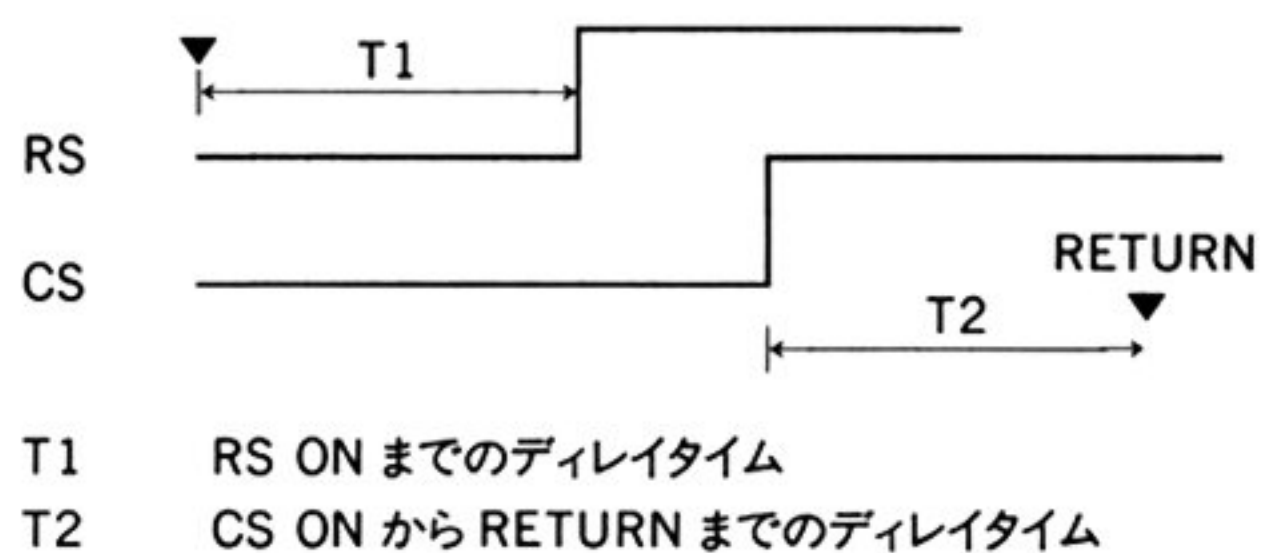 T1
RS
CS
RETURN
T2
T1 RS ON までのディレイタイム
T2 CS ON から RETURN までのディレイタイム